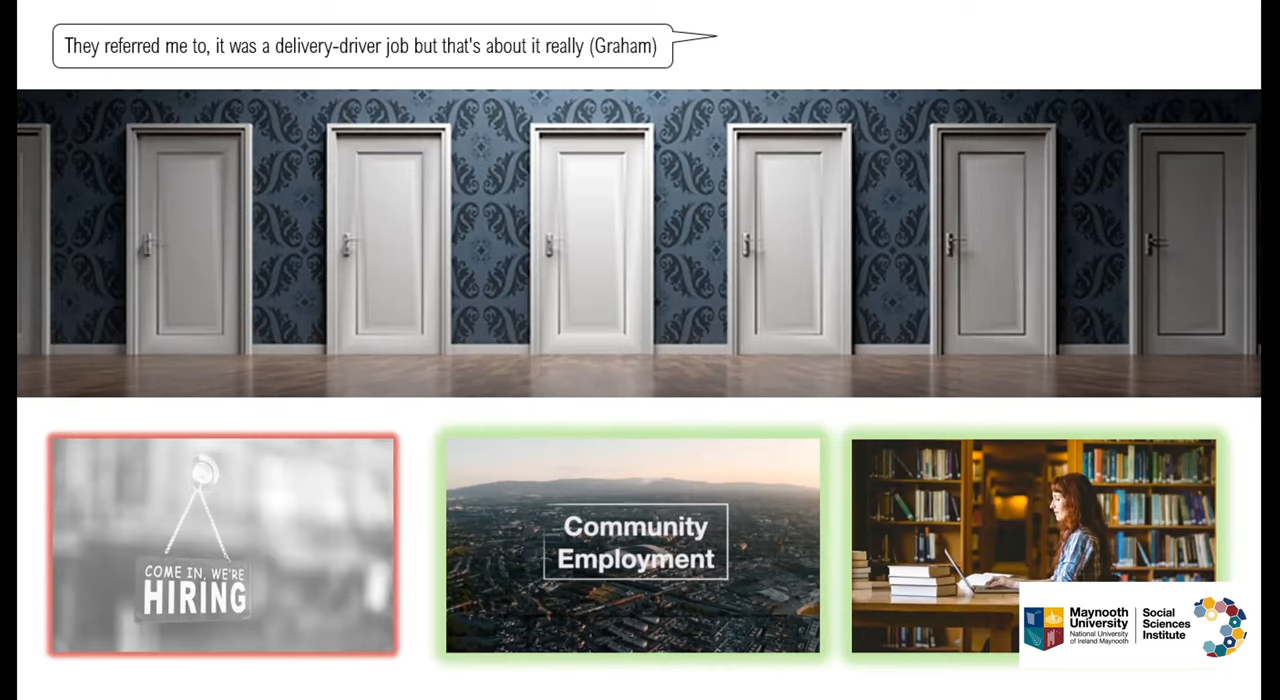 They referred me to, it was a delivery-driver job but that's about it really (Graham)
COME IN, WE'RE
HIRING
Community
Employment
Maynooth
University
National University
of Ireland Maynooth
Social
Sciences
Institute